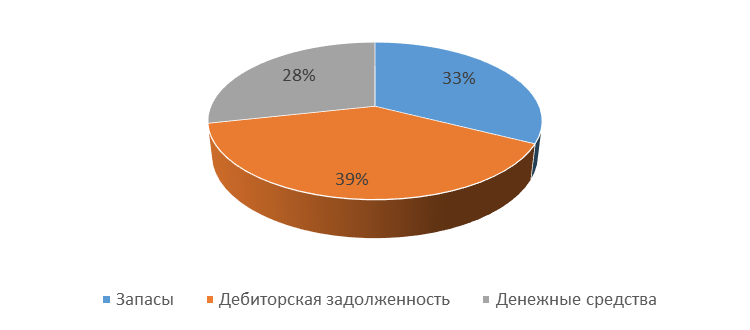 28%
33%
39%
Запасы
Дебиторская задолженность
Денежные средства